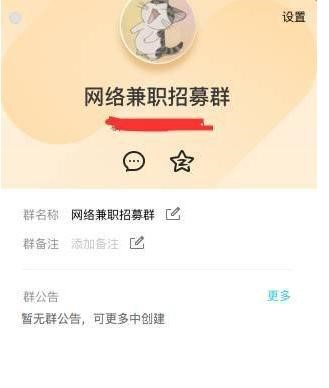 设置
网络兼职招募群
群名称 网络兼职招募群
群备注 添加备注
群公告 更多
暂无群公告，可更多中创建